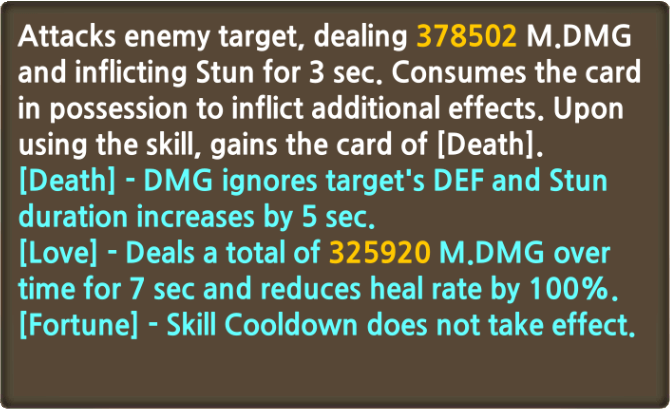 Attacks enemy target, dealing 378502 M.DMG
and inflicting Stun for 3 sec. Consumes the card
in possession to inflict additional effects. Upon
using the skill, gains the card of [Death].
[Death] - DMG ignores target's DEF and Stun
duration increases by 5 sec.
[Love] - Deals a total of 325920 M.DMG over
time for 7 sec and reduces heal rate by 100%.
[Fortune] - Skill Cooldown does not take effect.